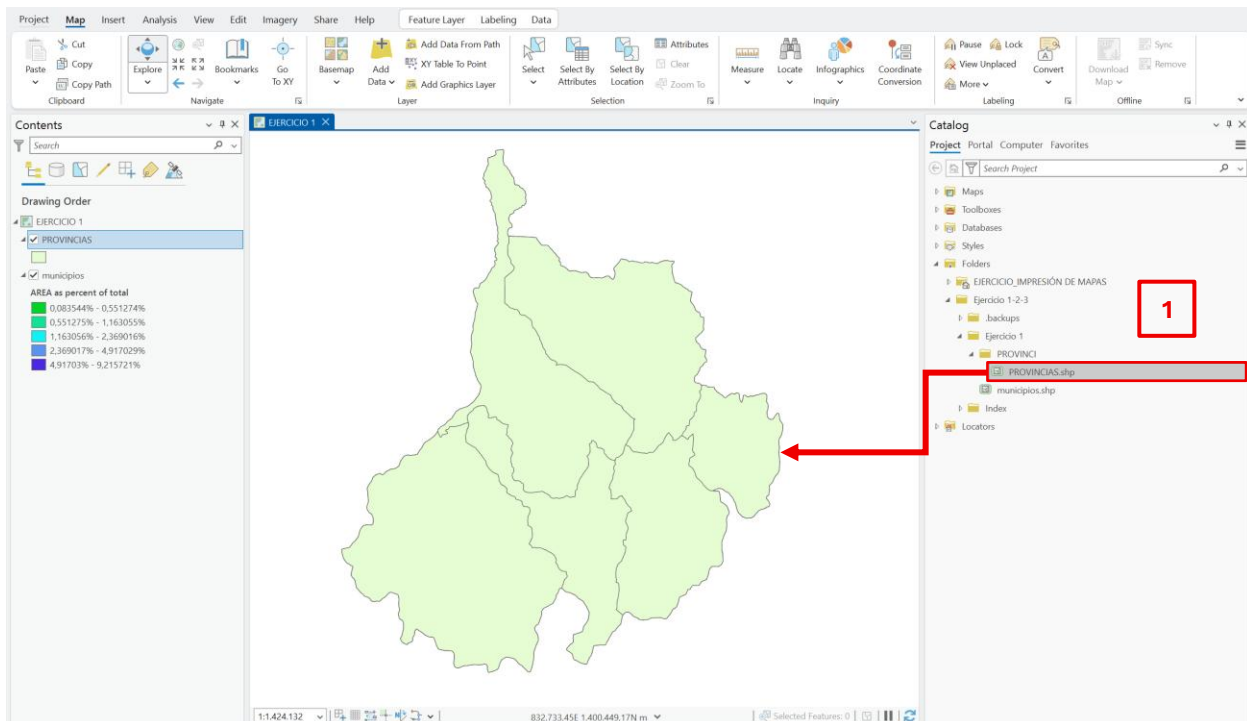 Project Map Insert Analysis View Edit Imagery Share Help Feature Layer Labeling Data
Paste
Cut
Copy
Copy Path
Clipboard
Explore
Bookmarks
Go To XY
Navigate
Basemap
Add Data
Add Data From Path
XY Table To Point
Add Graphics Layer
Layer
Select
Select By Attributes
Select By Location
Attributes
Clear
Zoom To
Selection
Measure
Locate
Infographics
Coordinate Conversion
Inquiry
Pause
Lock
View Unplaced
More
Convert
Labeling
Download Map
Sync
Remove
Offline
Contents
Search
Drawing Order
EJERCICIO 1
PROVINCIAS
municipios
AREA as percent of total
0,083544% - 0,551274%
0,551275% - 1,163055%
1,163056% - 2,369016%
2,369017% - 4,917029%
4,91703% - 9,215721%
EJERCICIO 1
1:1.424.132
832.733,45E 1.400.449,17N m
Selected Features: 0
Catalog
Project Portal Computer Favorites
Search Project
Maps
Toolboxes
Databases
Styles
Folders
EJERCICIO_IMPRESIÓN DE MAPAS
Ejercicio 1-2-3
.backups
Ejercicio 1
PROVINCI
PROVINCIAS.shp
municipios.shp
Index
Locators
1